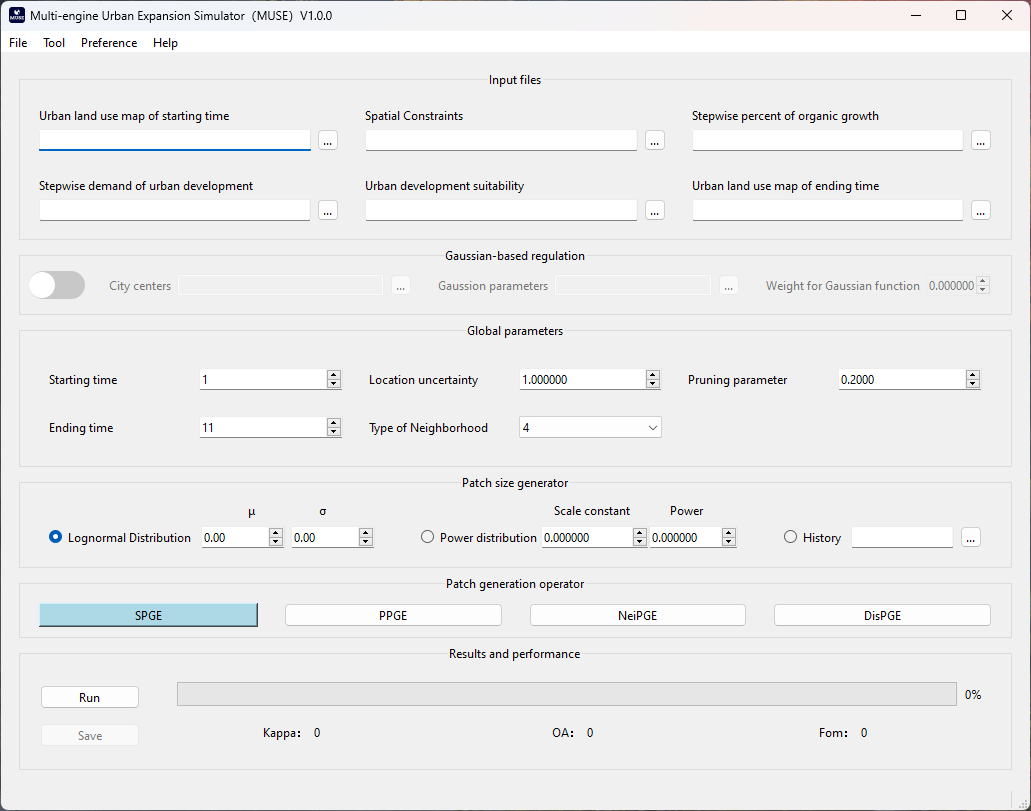 Multi-engine Urban Expansion Simulator（MUSE）V1.0.0
File Tool Preference Help
Input files
Urban land use map of starting time Spatial Constraints Stepwise percent of organic growth
... ... ...
Stepwise demand of urban development Urban development suitability Urban land use map of ending time
... ... ...
Gaussian-based regulation
City centers ... Gaussion parameters ... Weight for Gaussian function 0.000000
Global parameters
Starting time 1 Location uncertainty 1.000000 Pruning parameter 0.2000
Ending time 11 Type of Neighborhood 4
Patch size generator
μ σ Scale constant Power
Lognormal Distribution 0.00 0.00 Power distribution 0.000000 0.000000 History ...
Patch generation operator
SPGE PPGE NeiPGE DisPGE
Results and performance
Run 0%
Save Kappa： 0 OA： 0 Fom： 0